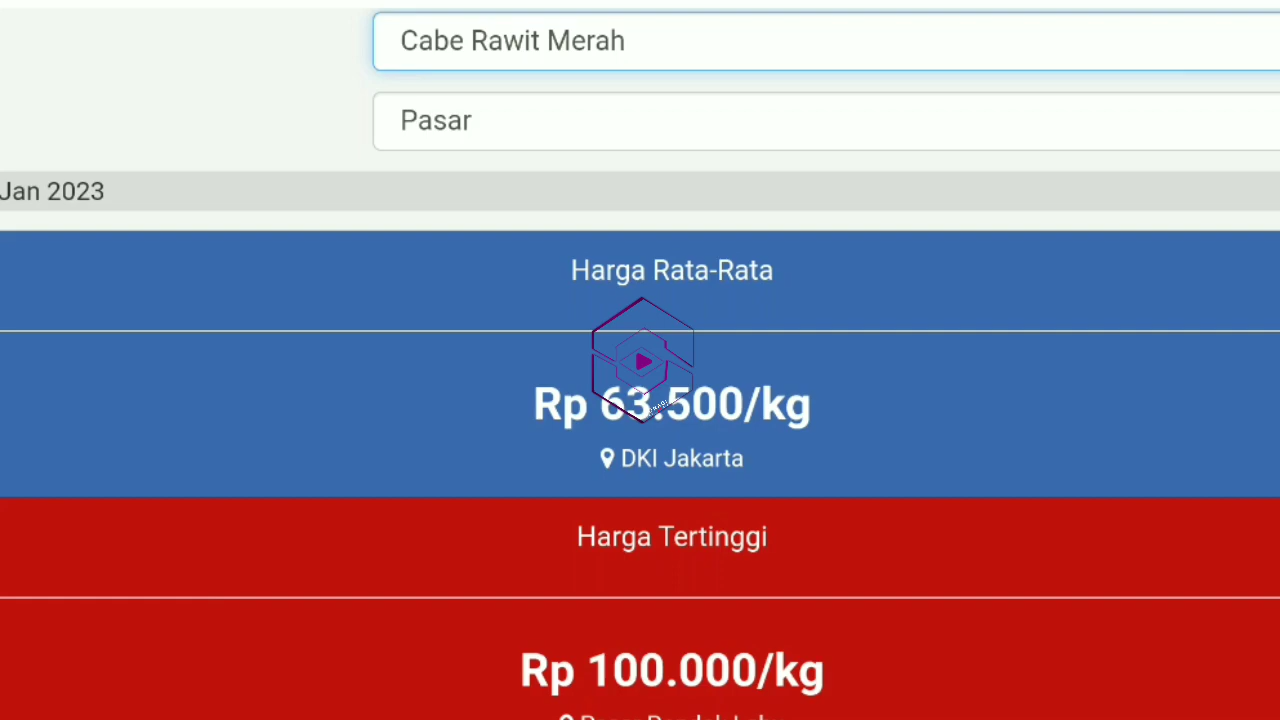 Cabe Rawit Merah
Pasar
Jan 2023
Harga Rata-Rata
Rp 63.500/kg
DKI Jakarta
Harga Tertinggi
Rp 100.000/kg